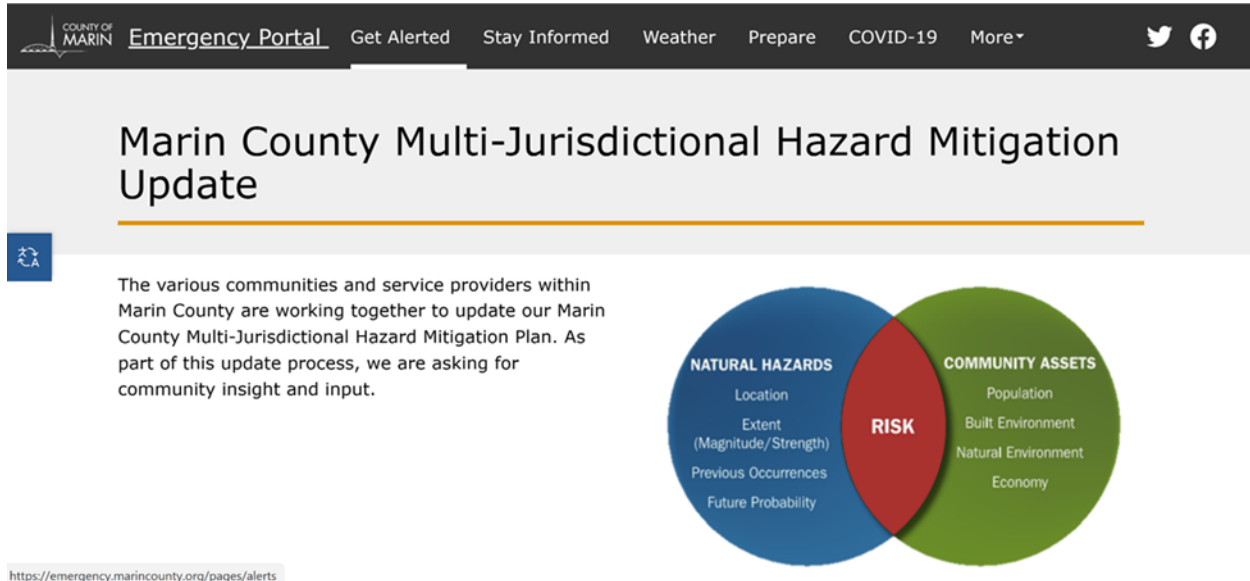 COUNTY OF
MARIN
Emergency Portal Get Alerted Stay Informed Weather Prepare COVID-19 More
Marin County Multi-Jurisdictional Hazard Mitigation
Update
文A
The various communities and service providers within
Marin County are working together to update our Marin
County Multi-Jurisdictional Hazard Mitigation Plan. As
part of this update process, we are asking for
community insight and input.
NATURAL HAZARDS
Location
Extent
(Magnitude/Strength)
Previous Occurrences
Future Probability
RISK
COMMUNITY ASSETS
Population
Built Environment
Natural Environment
Economy
https://emergency.marincounty.org/pages/alerts